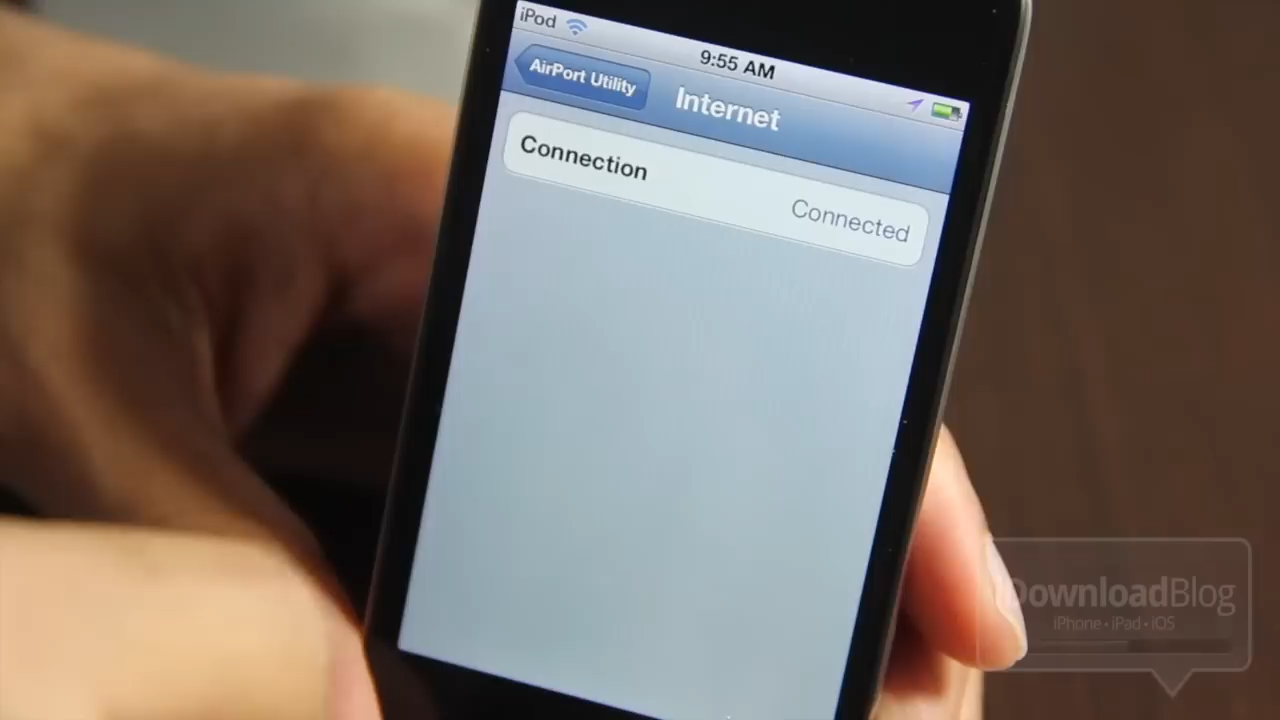 iPod
9:55 AM
AirPort Utility
Internet
Connection
Connected
DownloadBlog
iPhone • iPad • iOS